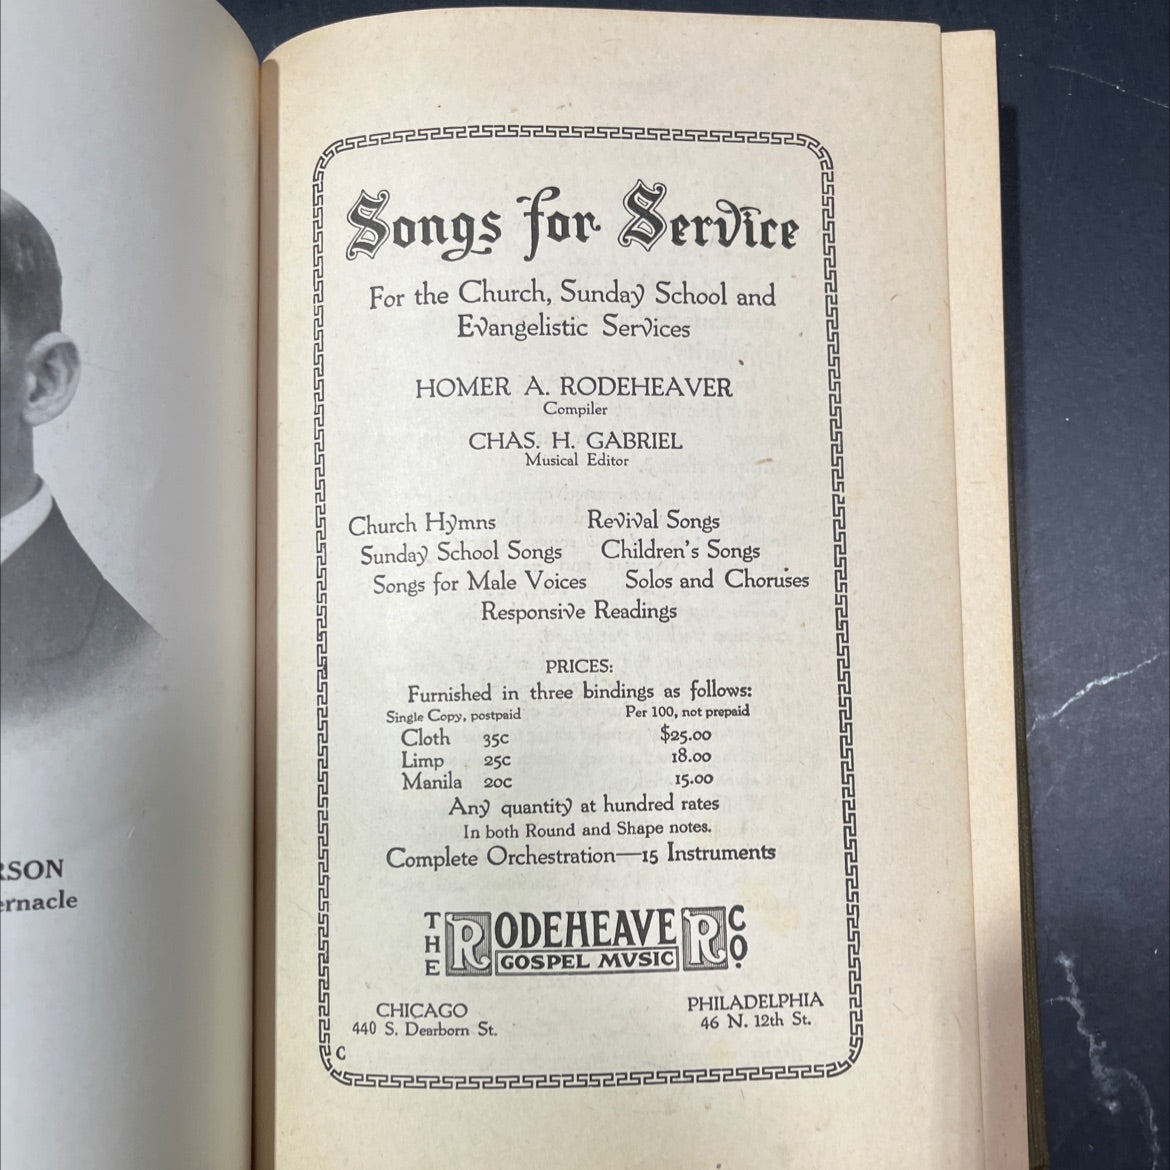 RSON
ernacle
Songs for Service
For the Church, Sunday School and
Evangelistic Services
HOMER A. RODEHEAVER
Compiler
CHAS. H. GABRIEL
Musical Editor
Church Hymns Revival Songs
Sunday School Songs Children's Songs
Songs for Male Voices Solos and Choruses
Responsive Readings
PRICES:
Furnished in three bindings as follows:
Single Copy, postpaid Per 100, not prepaid
Cloth 35c $25.00
Limp 25c 18.00
Manila 20c 15.00
Any quantity at hundred rates
In both Round and Shape notes.
Complete Orchestration—15 Instruments
THE RODEHEAVER CO.
GOSPEL MVSIC
CHICAGO PHILADELPHIA
440 S. Dearborn St. 46 N. 12th St.
C